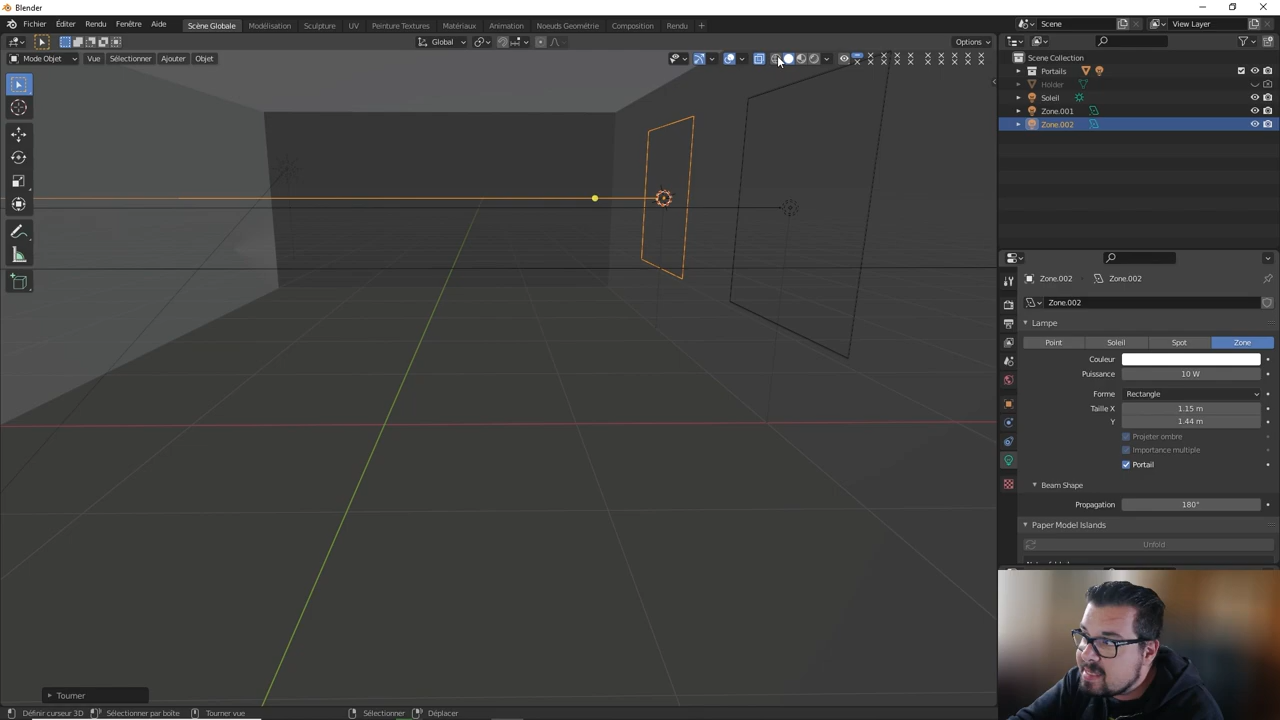 Blender
Fichier Éditer Rendu Fenêtre Aide
Scène Globale Modélisation Sculpture UV Peinture Textures Matériaux Animation Noeuds Geométrie Composition Rendu +
Scene View Layer
Global Options
Mode Objet Vue Sélectionner Ajouter Objet
Scene Collection
Portails
Holder
Soleil
Zone.001
Zone.002
Zone.002 Zone.002
Zone.002
Lampe
Point Soleil Spot Zone
Couleur
Puissance 10 W
Forme Rectangle
Taille X 1.15 m
Y 1.44 m
Projeter ombre
Importance multiple
Portail
Beam Shape
Propagation 180°
Paper Model Islands
Unfold
Tourner
Définir curseur 3D Sélectionner par boîte Tourner vue Sélectionner Déplacer